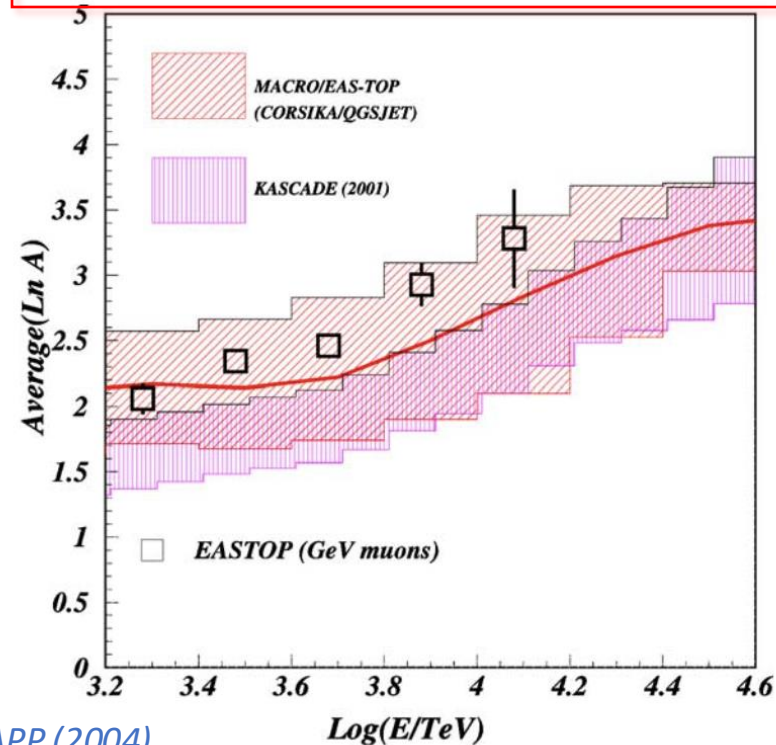 5
4.5
4
3.5
3
2.5
2
1.5
1
0.5
0
Average(Ln A)
MACRO/EAS-TOP
(CORSIKA/QGSJET)
KASCADE (2001)
EASTOP (GeV muons)
3.2 3.4 3.6 3.8 4 4.2 4.4 4.6
Log(E/TeV)
APP (2004)